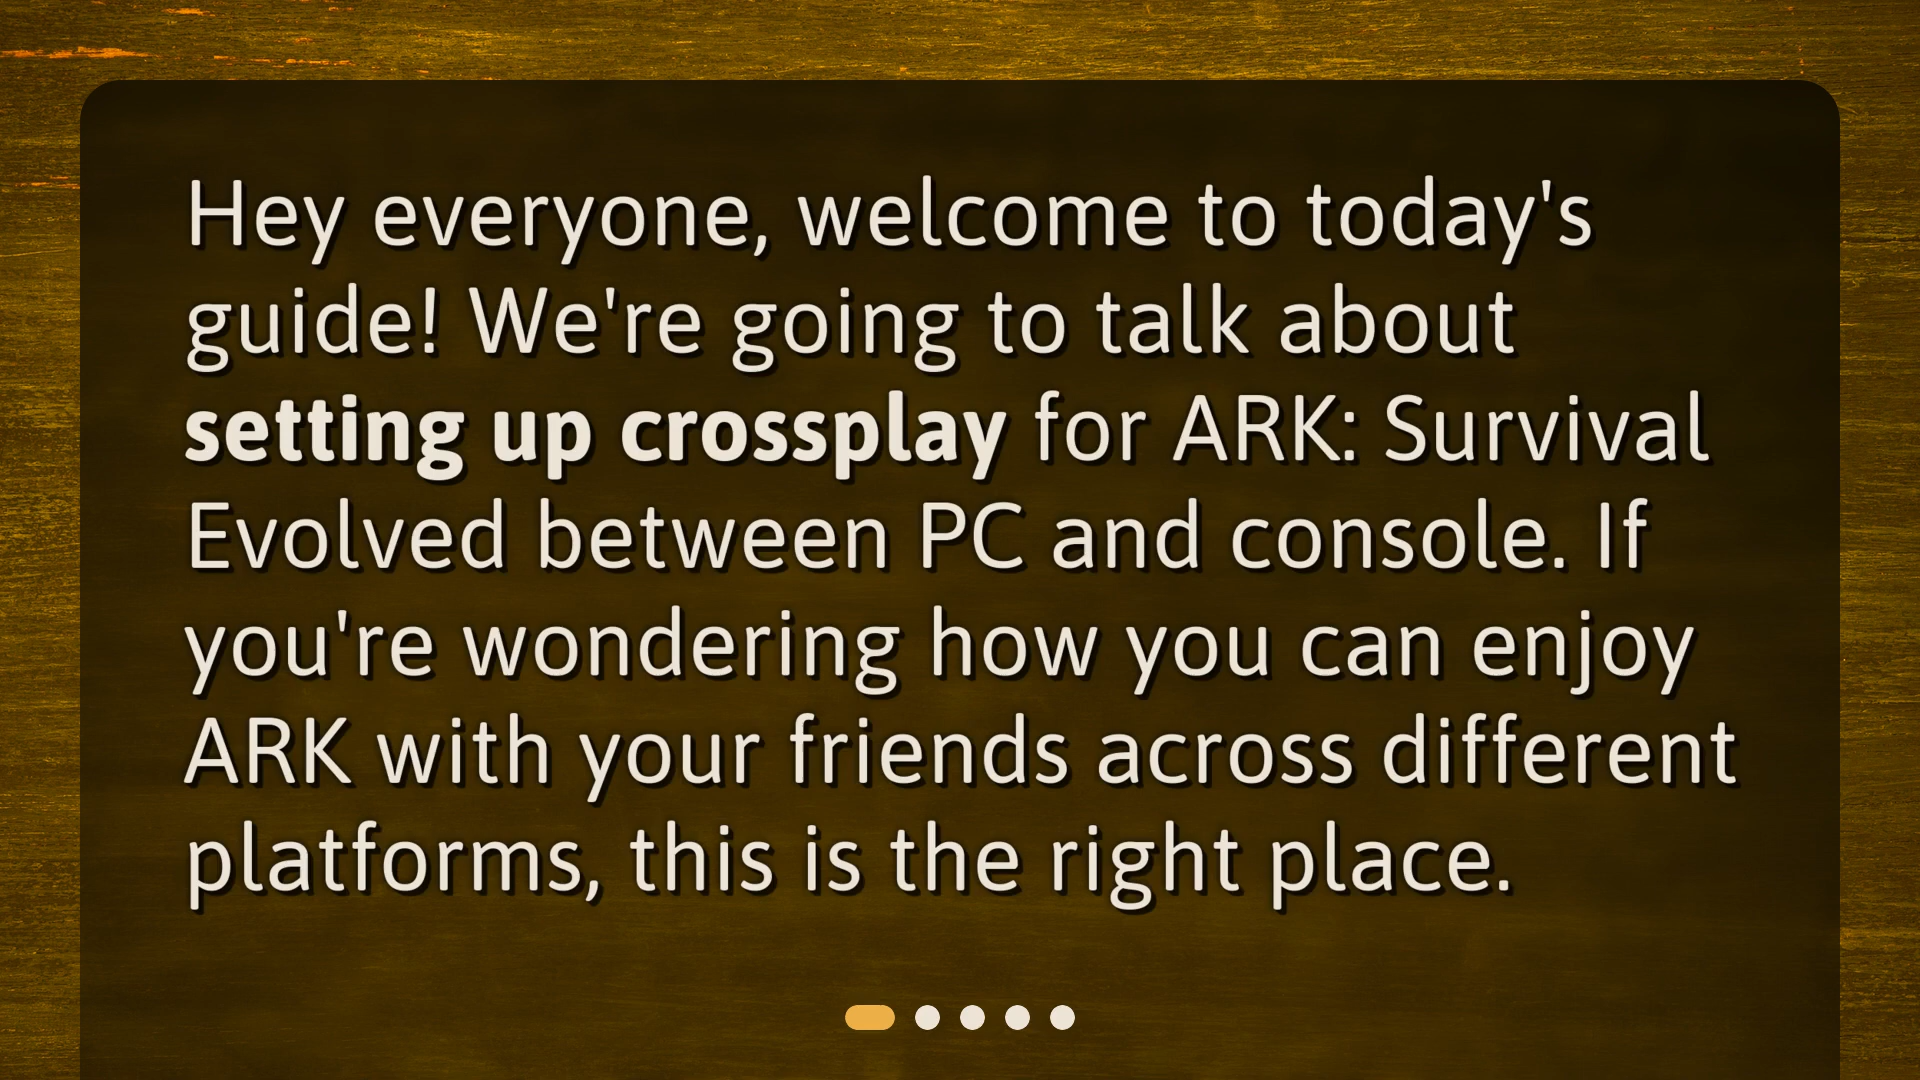 Hey everyone, welcome to today's
guide! We're going to talk about
setting up crossplay for ARK: Survival
Evolved between PC and console. If
you're wondering how you can enjoy
ARK with your friends across different
platforms, this is the right place.